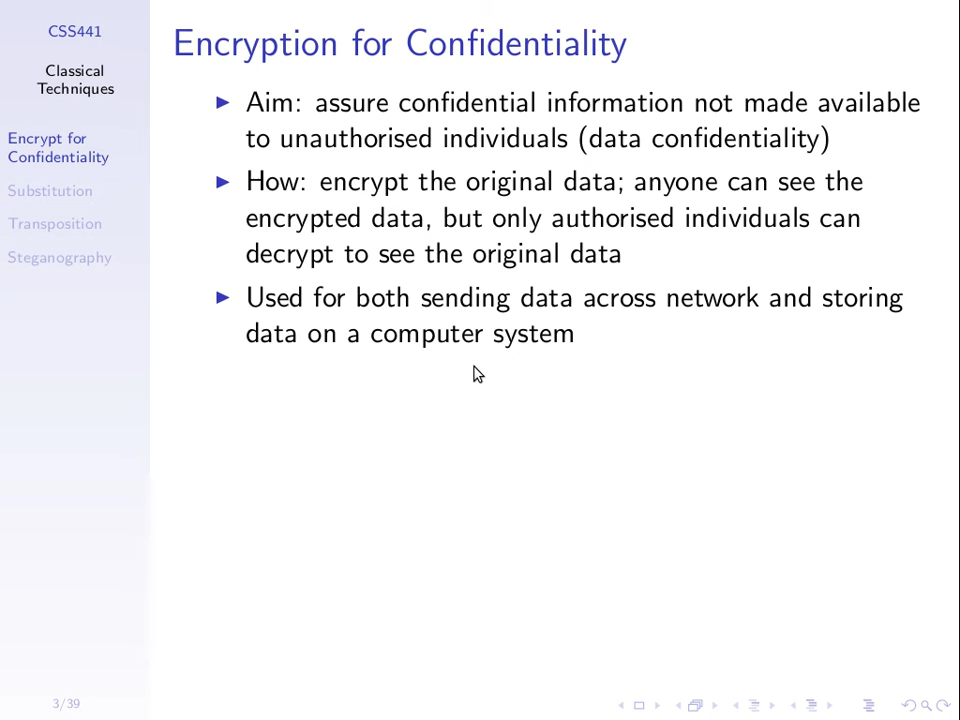 CSS441
Classical
Techniques
Encrypt for
Confidentiality
Substitution
Transposition
Steganography
3/39
Encryption for Confidentiality
Aim: assure confidential information not made available
to unauthorised individuals (data confidentiality)
How: encrypt the original data; anyone can see the
encrypted data, but only authorised individuals can
decrypt to see the original data
Used for both sending data across network and storing
data on a computer system